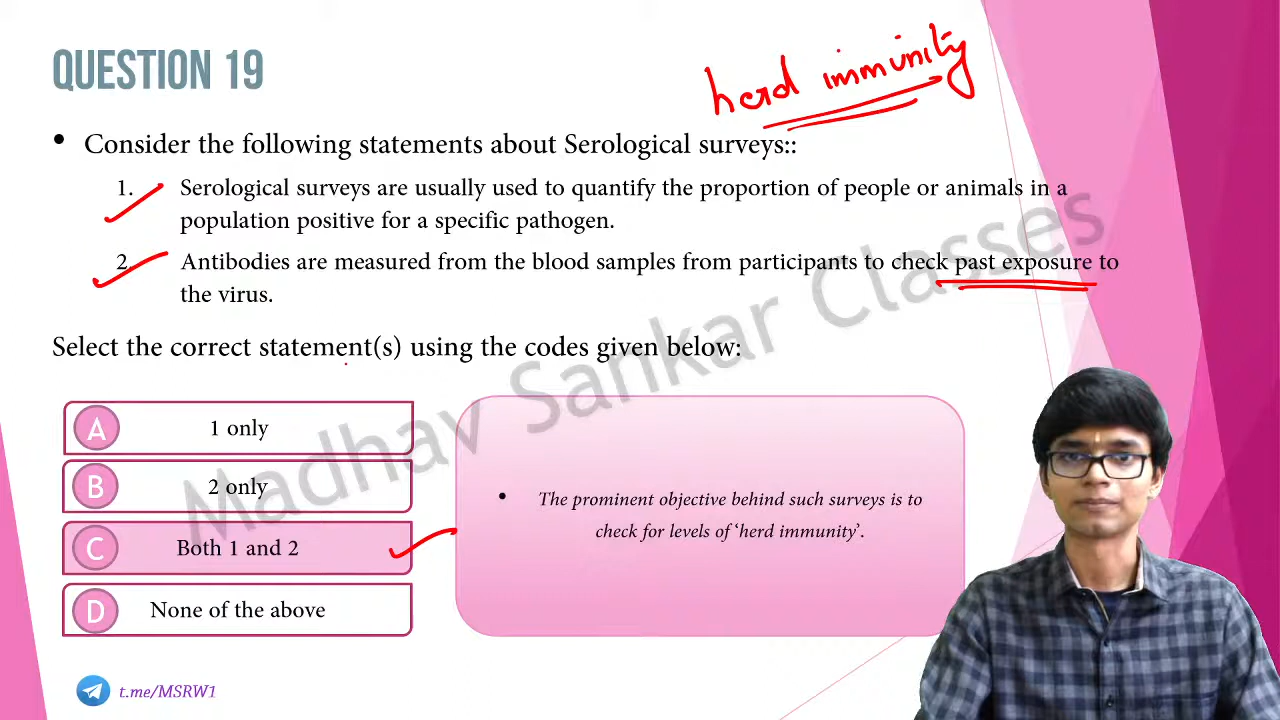 QUESTION 19
herd immunity
• Consider the following statements about Serological surveys::
1. Serological surveys are usually used to quantify the proportion of people or animals in a
population positive for a specific pathogen.
2. Antibodies are measured from the blood samples from participants to check past exposure to
the virus.
Select the correct statement(s) using the codes given below:
A 1 only
B 2 only
C Both 1 and 2
D None of the above
• The prominent objective behind such surveys is to
check for levels of ‘herd immunity’.
Madhav Sankar Classes
t.me/MSRW1